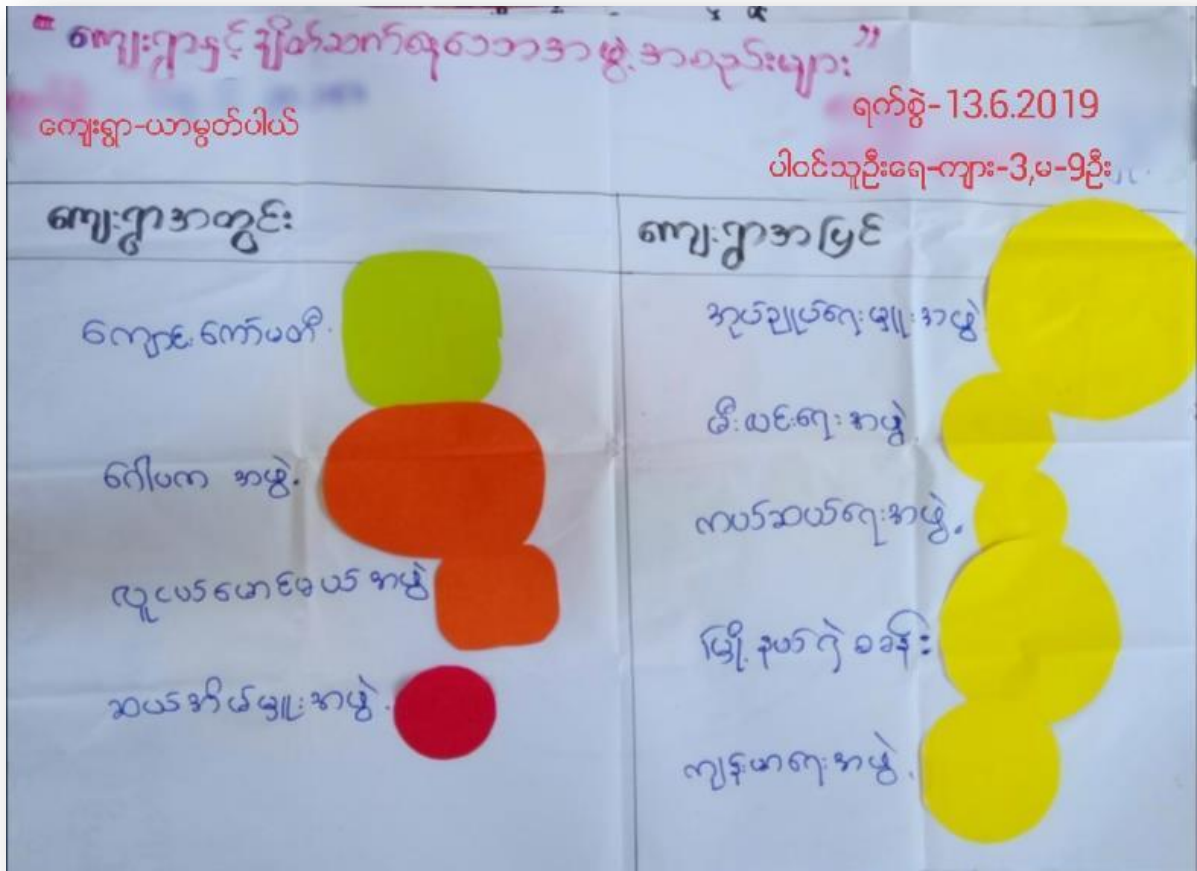 "ကျေးရွာနှင့်ချိတ်ဆက်ရသောအဖွဲ့အစည်းများ"
ကျေးရွာ-ယာမွတ်ပါယ်
ရက်စွဲ-13.6.2019
ပါဝင်သူဦးရေ-ကျား-3,မ-9ဦး
ကျေးရွာအတွင်း
ကျောင်းကော်မတီ
ဂေါပက အဖွဲ့
လူငယ်မောင်မယ်အဖွဲ့
ဆယ်အိမ်မှူးအဖွဲ့
ကျေးရွာအပြင်
အုပ်ချုပ်ရေးမှူးအဖွဲ့
မီးလင်းရေးအဖွဲ့
ကယ်ဆယ်ရေးအဖွဲ့
မြို့နယ်ရဲစခန်း
ကျန်းမာရေးအဖွဲ့